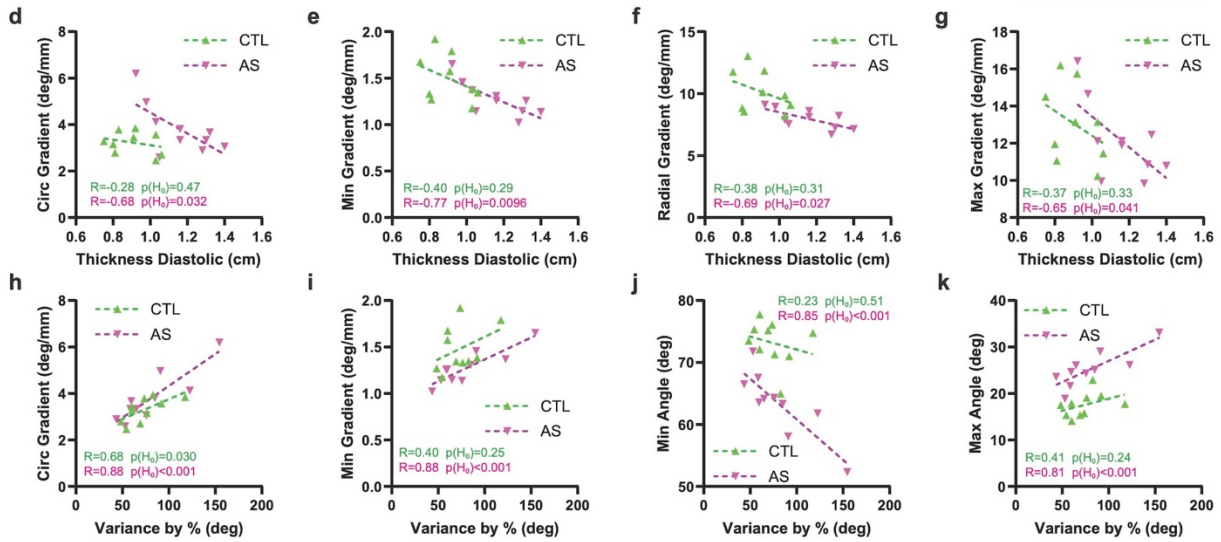 d
Circ Gradient (deg/mm)
8
6
4
2
0
CTL
AS
R=-0.28 p(H₀)=0.47
R=-0.68 p(H₀)=0.032
0.6 0.8 1.0 1.2 1.4 1.6
Thickness Diastolic (cm)
e
Min Gradient (deg/mm)
2.0
1.5
1.0
0.5
0.0
CTL
AS
R=-0.40 p(H₀)=0.29
R=-0.77 p(H₀)=0.0096
0.6 0.8 1.0 1.2 1.4 1.6
Thickness Diastolic (cm)
f
Radial Gradient (deg/mm)
15
10
5
0
CTL
AS
R=-0.38 p(H₀)=0.31
R=-0.69 p(H₀)=0.027
0.6 0.8 1.0 1.2 1.4 1.6
Thickness Diastolic (cm)
g
Max Gradient (deg/mm)
18
16
14
12
10
8
CTL
AS
R=-0.37 p(H₀)=0.33
R=-0.65 p(H₀)=0.041
0.6 0.8 1.0 1.2 1.4 1.6
Thickness Diastolic (cm)
h
Circ Gradient (deg/mm)
8
6
4
2
0
CTL
AS
R=0.68 p(H₀)=0.030
R=0.88 p(H₀)<0.001
0 50 100 150 200
Variance by % (deg)
i
Min Gradient (deg/mm)
2.0
1.5
1.0
0.5
0.0
CTL
AS
R=0.40 p(H₀)=0.25
R=0.88 p(H₀)<0.001
0 50 100 150 200
Variance by % (deg)
j
Min Angle (deg)
80
70
60
50
R=0.23 p(H₀)=0.51
R=0.85 p(H₀)<0.001
CTL
AS
0 50 100 150 200
Variance by % (deg)
k
Max Angle (deg)
40
30
20
10
0
CTL
AS
R=0.41 p(H₀)=0.24
R=0.81 p(H₀)<0.001
0 50 100 150 200
Variance by % (deg)